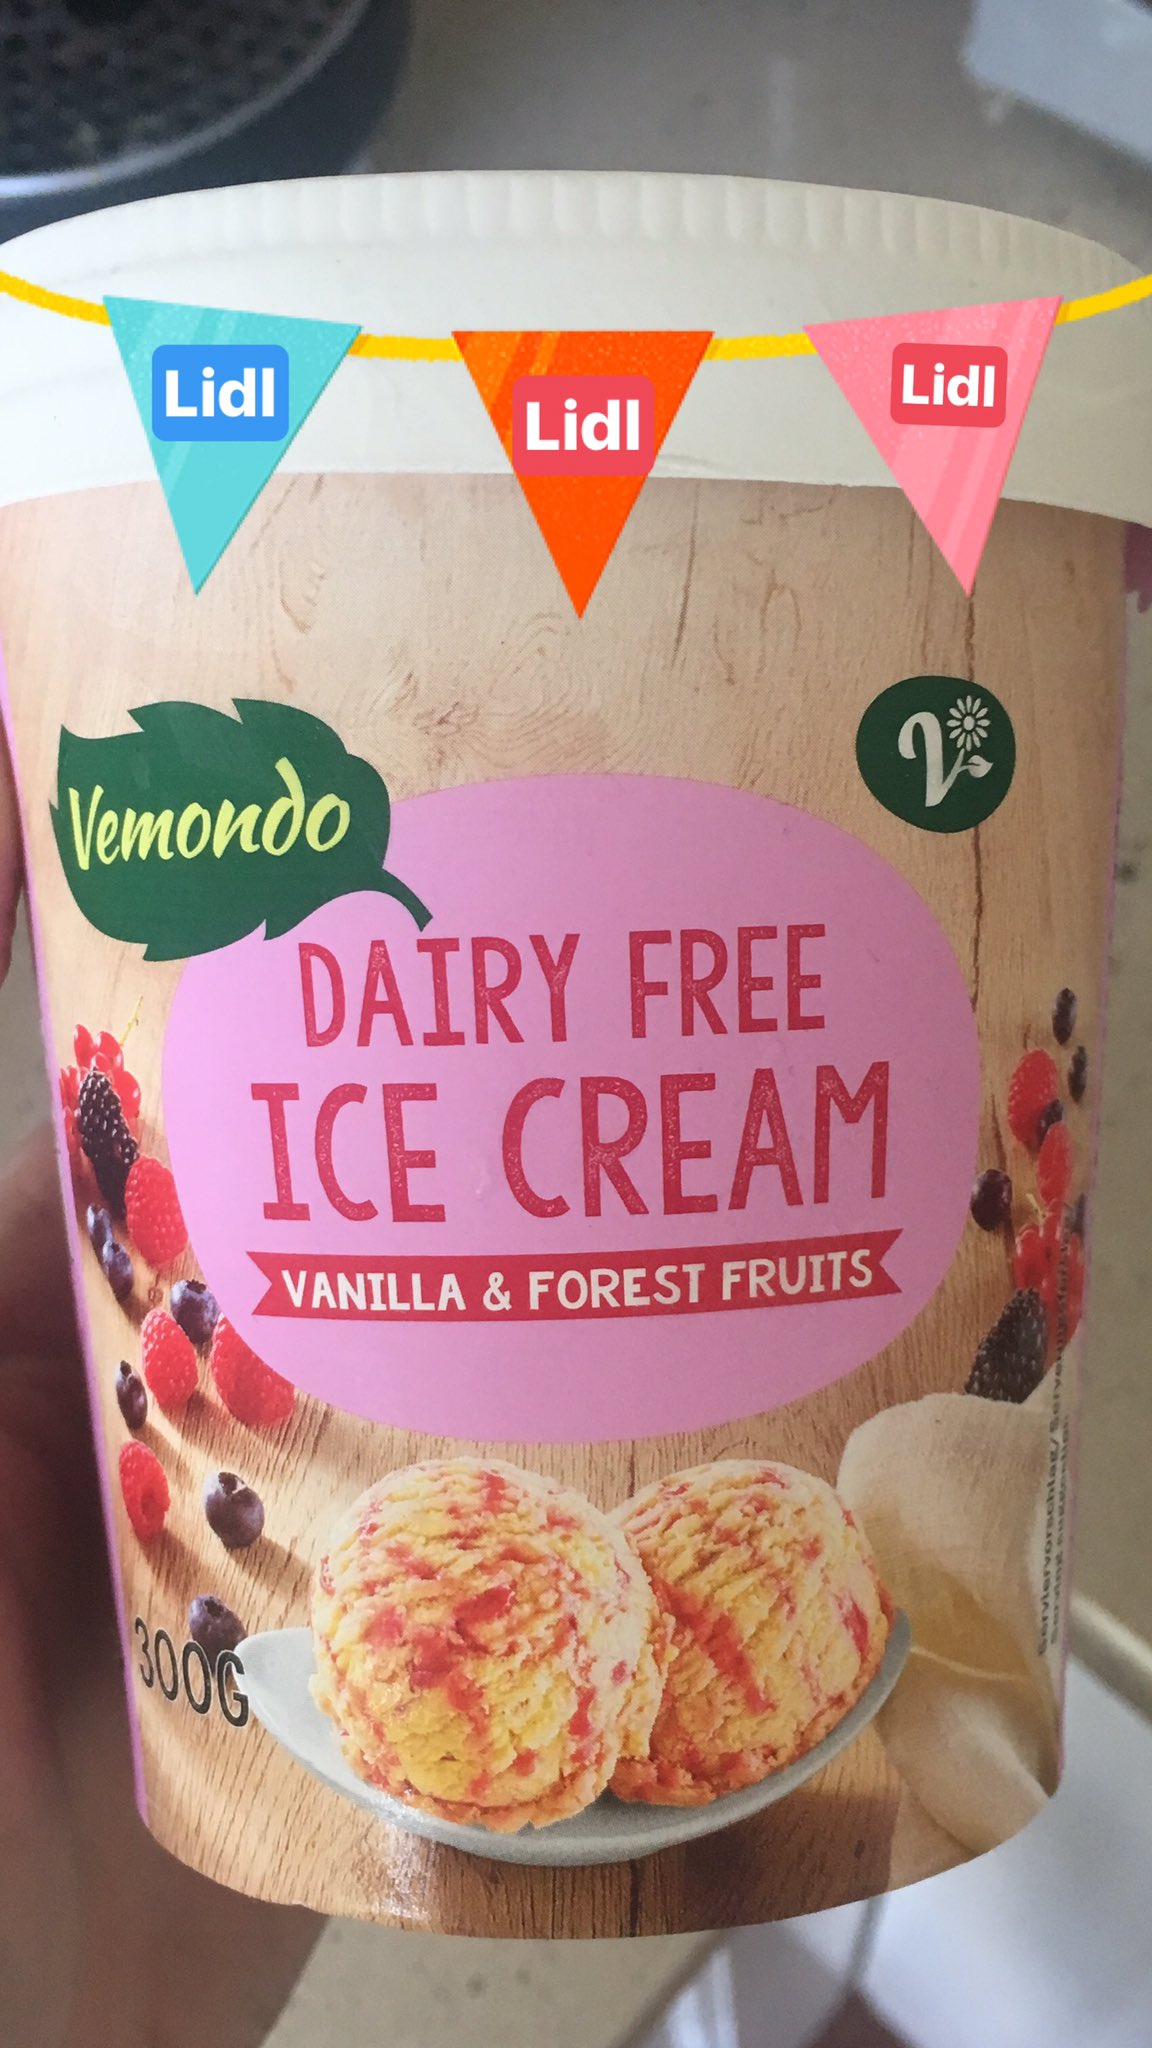 Lidl
Lidl
Lidl
Vemondo
V
DAIRY FREE
ICE CREAM
VANILLA & FOREST FRUITS
300G